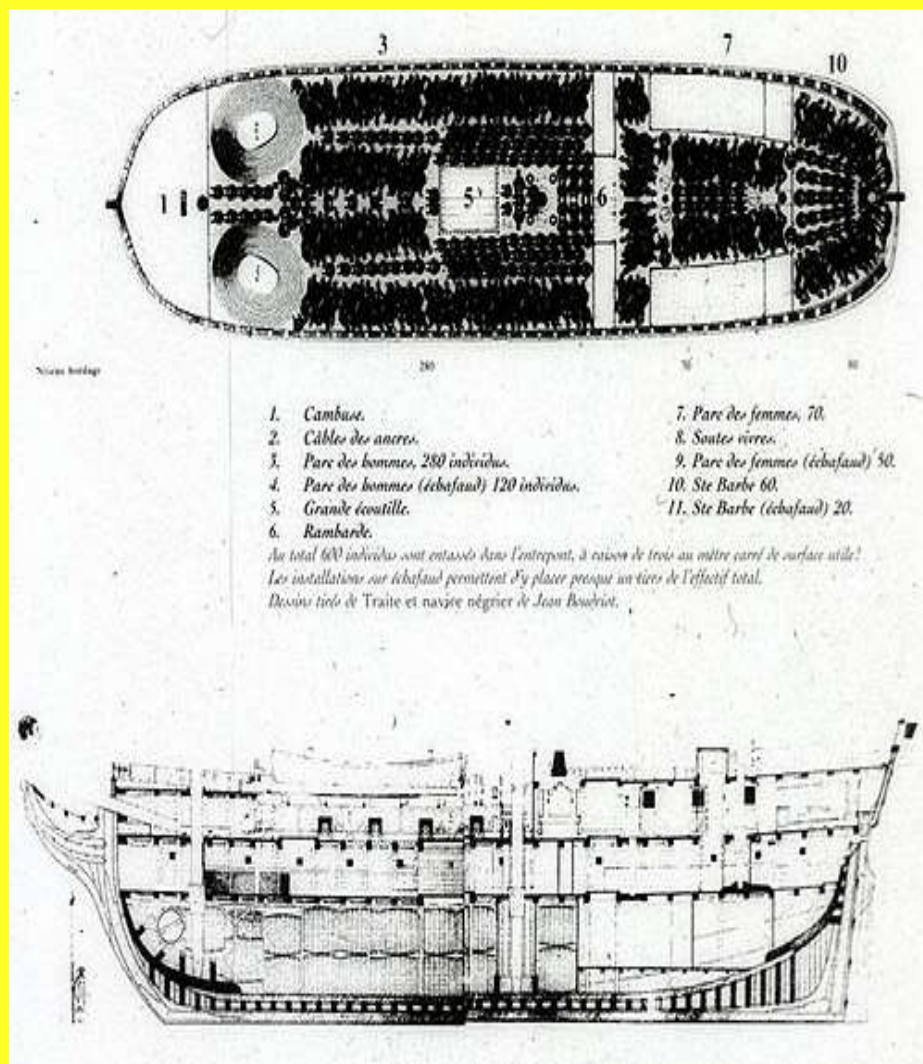 3
7
10
1
5
6
280
70
1. Cambuse.
2. Câbles des ancres.
3. Parc des hommes, 280 individus.
4. Parc des hommes (échafaud) 120 individus.
5. Grande écoutille.
6. Rambarde.
7. Parc des femmes, 70.
8. Soutes vivres.
9. Parc des femmes (échafaud) 50.
10. Ste Barbe 60.
11. Ste Barbe (échafaud) 20.
Au total 600 individus sont entassés dans l'entrepont, à raison de trois au mètre carré de surface utile!
Les installations sur échafaud permettent d'y placer presque un tiers de l'effectif total.
Dessins tirés de Traite et navire négrier de Jean Boudriot.